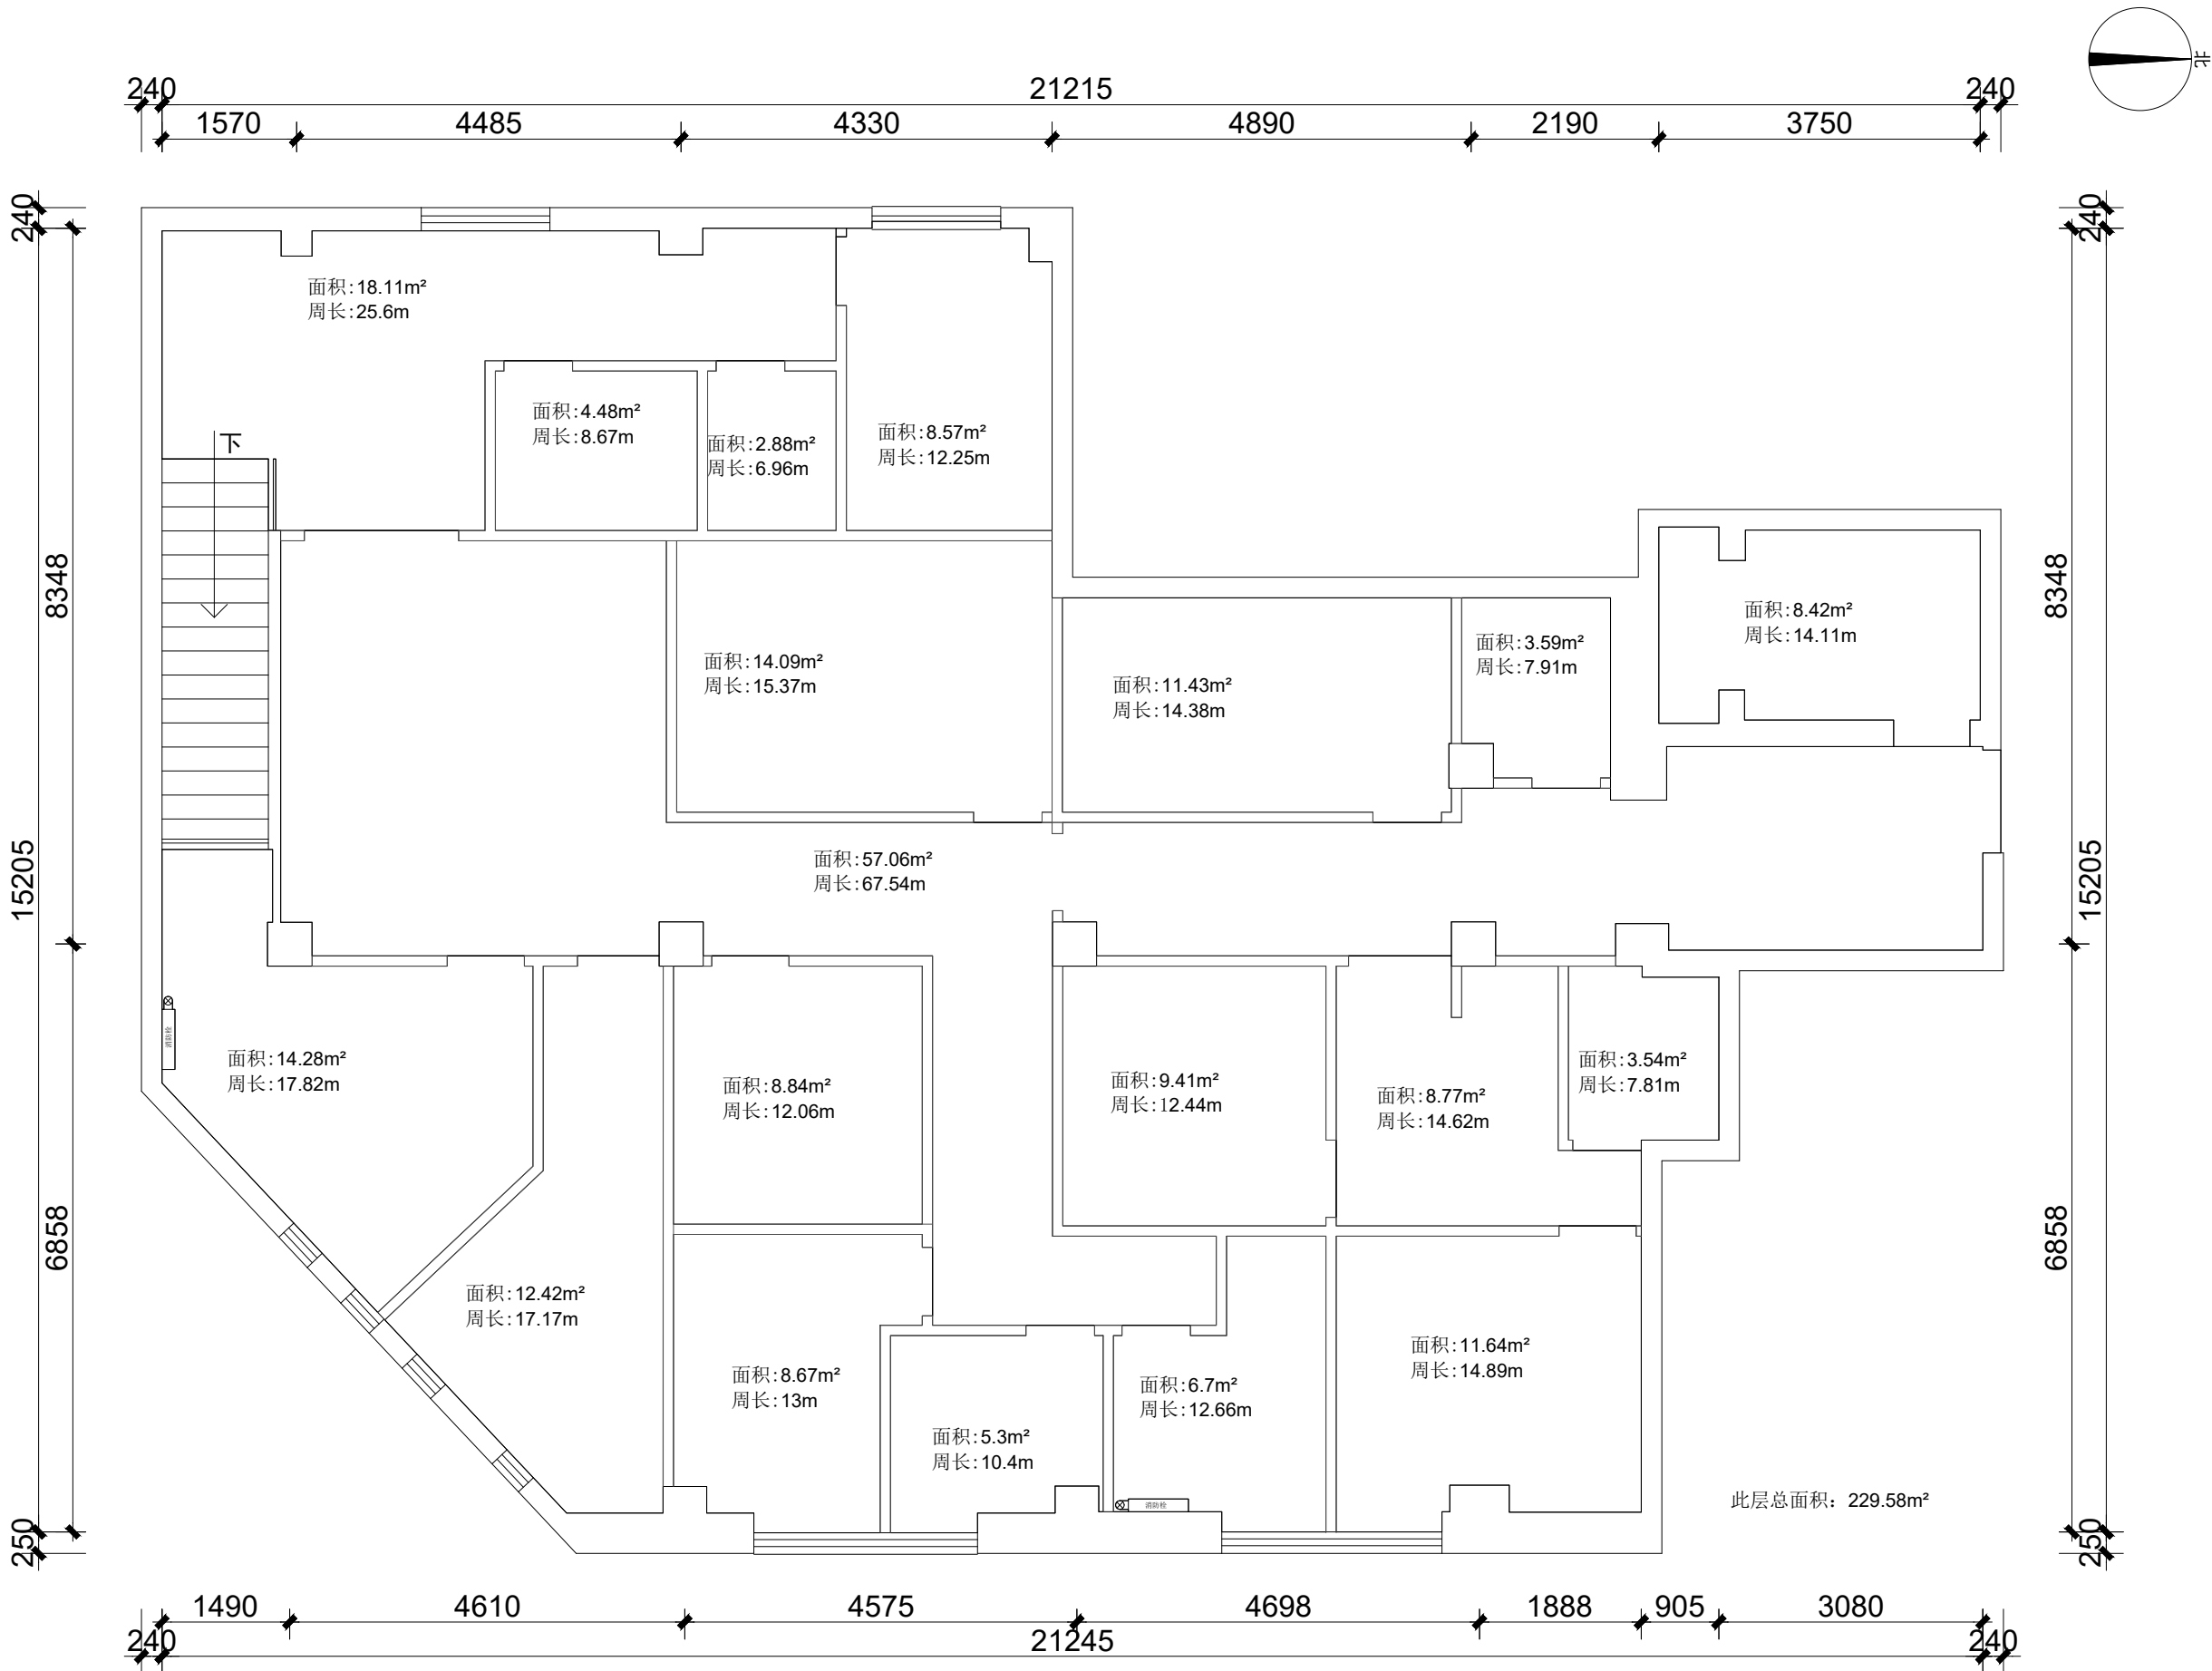 北
240 21215 240
1570 4485 4330 4890 2190 3750
240
240
面积:18.11m²
周长:25.6m
面积:4.48m²
周长:8.67m
面积:2.88m²
周长:6.96m
面积:8.57m²
周长:12.25m
下
8348
8348
面积:8.42m²
周长:14.11m
面积:3.59m²
周长:7.91m
面积:14.09m²
周长:15.37m
面积:11.43m²
周长:14.38m
15205
15205
面积:57.06m²
周长:67.54m
消防栓
面积:14.28m²
周长:17.82m
面积:8.84m²
周长:12.06m
面积:9.41m²
周长:12.44m
面积:8.77m²
周长:14.62m
面积:3.54m²
周长:7.81m
6858
6858
面积:12.42m²
周长:17.17m
面积:8.67m²
周长:13m
面积:5.3m²
周长:10.4m
面积:6.7m²
周长:12.66m
面积:11.64m²
周长:14.89m
消防栓
此层总面积：229.58m²
250
250
1490 4610 4575 4698 1888 905 3080
240 21245 240